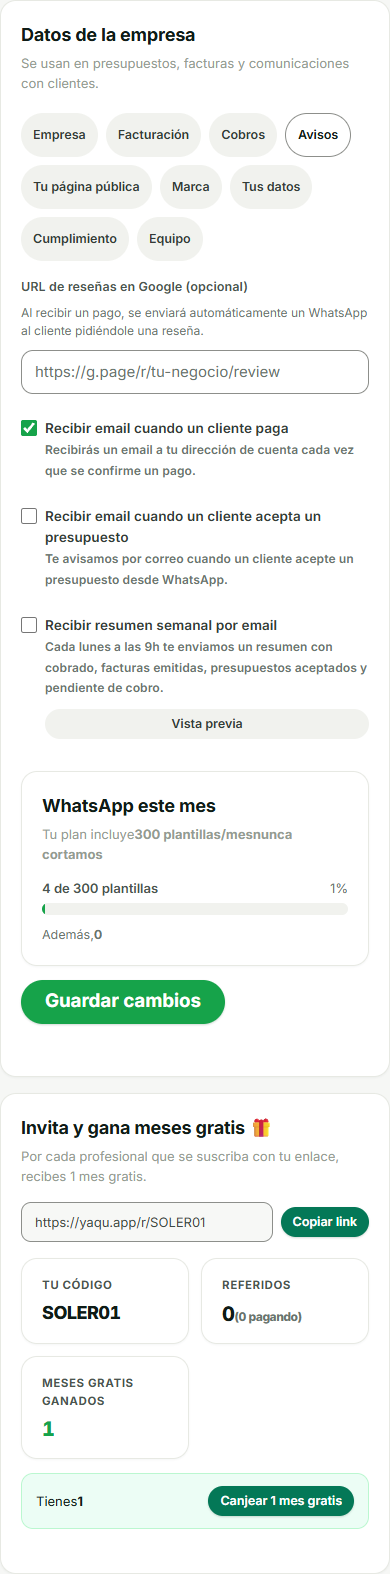 Datos de la empresa
Se usan en presupuestos, facturas y comunicaciones
con clientes.
Empresa
Facturación
Cobros
Avisos
Tu página pública
Marca
Tus datos
Cumplimiento
Equipo
URL de reseñas en Google (opcional)
Al recibir un pago, se enviará automáticamente un WhatsApp
al cliente pidiéndole una reseña.
https://g.page/r/tu-negocio/review
Recibir email cuando un cliente paga
Recibirás un email a tu dirección de cuenta cada vez
que se confirme un pago.
Recibir email cuando un cliente acepta un
presupuesto
Te avisamos por correo cuando un cliente acepte un
presupuesto desde WhatsApp.
Recibir resumen semanal por email
Cada lunes a las 9h te enviamos un resumen con
cobrado, facturas emitidas, presupuestos aceptados y
pendiente de cobro.
Vista previa
WhatsApp este mes
Tu plan incluye300 plantillas/mesnunca
cortamos
4 de 300 plantillas 1%
Además,0
Guardar cambios
Invita y gana meses gratis 🎁
Por cada profesional que se suscriba con tu enlace,
recibes 1 mes gratis.
https://yaqu.app/r/SOLER01
Copiar link
TU CÓDIGO
SOLER01
REFERIDOS
0(0 pagando)
MESES GRATIS
GANADOS
1
Tienes1
Canjear 1 mes gratis